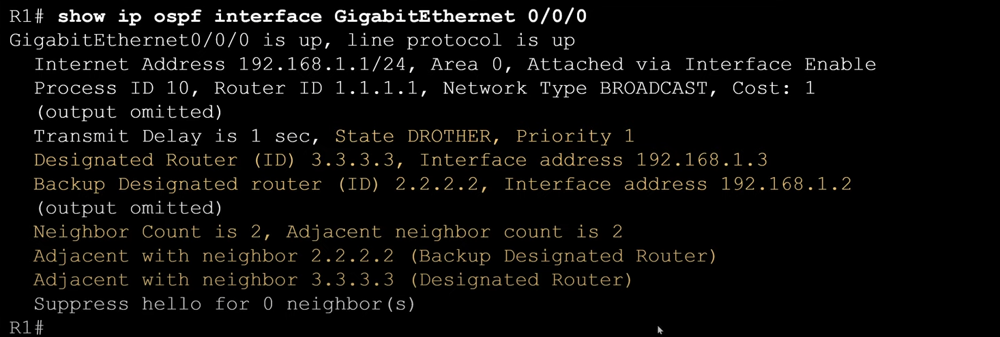 R1# show ip ospf interface GigabitEthernet 0/0/0
GigabitEthernet0/0/0 is up, line protocol is up
Internet Address 192.168.1.1/24, Area 0, Attached via Interface Enable
Process ID 10, Router ID 1.1.1.1, Network Type BROADCAST, Cost: 1
(output omitted)
Transmit Delay is 1 sec, State DROTHER, Priority 1
Designated Router (ID) 3.3.3.3, Interface address 192.168.1.3
Backup Designated router (ID) 2.2.2.2, Interface address 192.168.1.2
(output omitted)
Neighbor Count is 2, Adjacent neighbor count is 2
Adjacent with neighbor 2.2.2.2 (Backup Designated Router)
Adjacent with neighbor 3.3.3.3 (Designated Router)
Suppress hello for 0 neighbor(s)
R1#